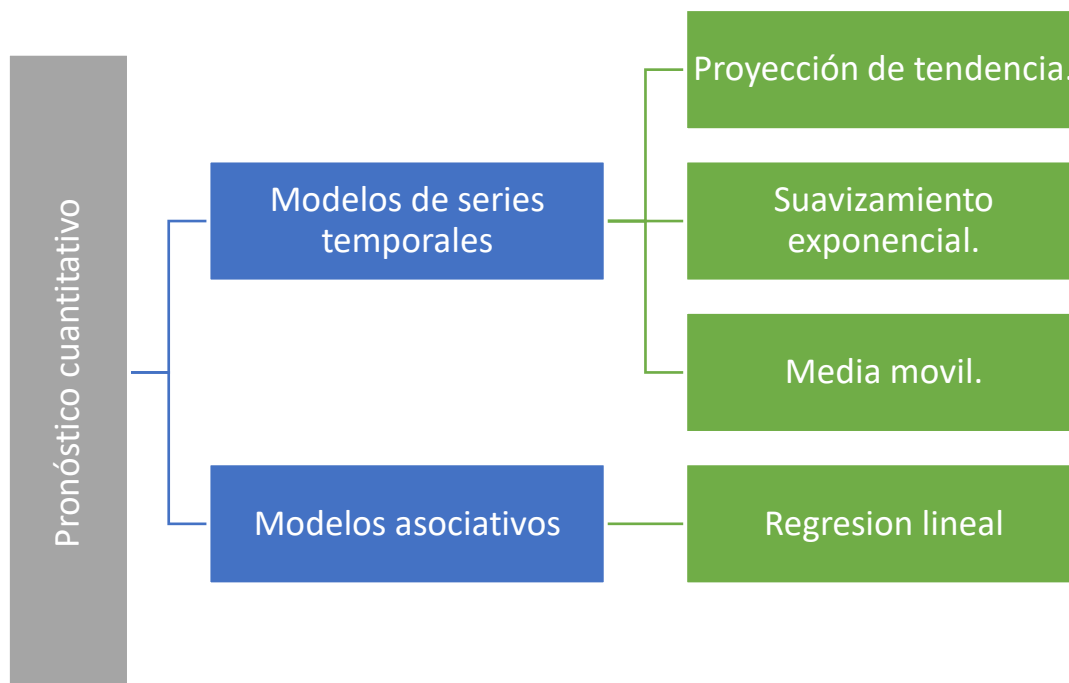 Pronóstico cuantitativo
Modelos de series
temporales
Proyección de tendencia.
Suavizamiento
exponencial.
Media movil.
Modelos asociativos
Regresion lineal